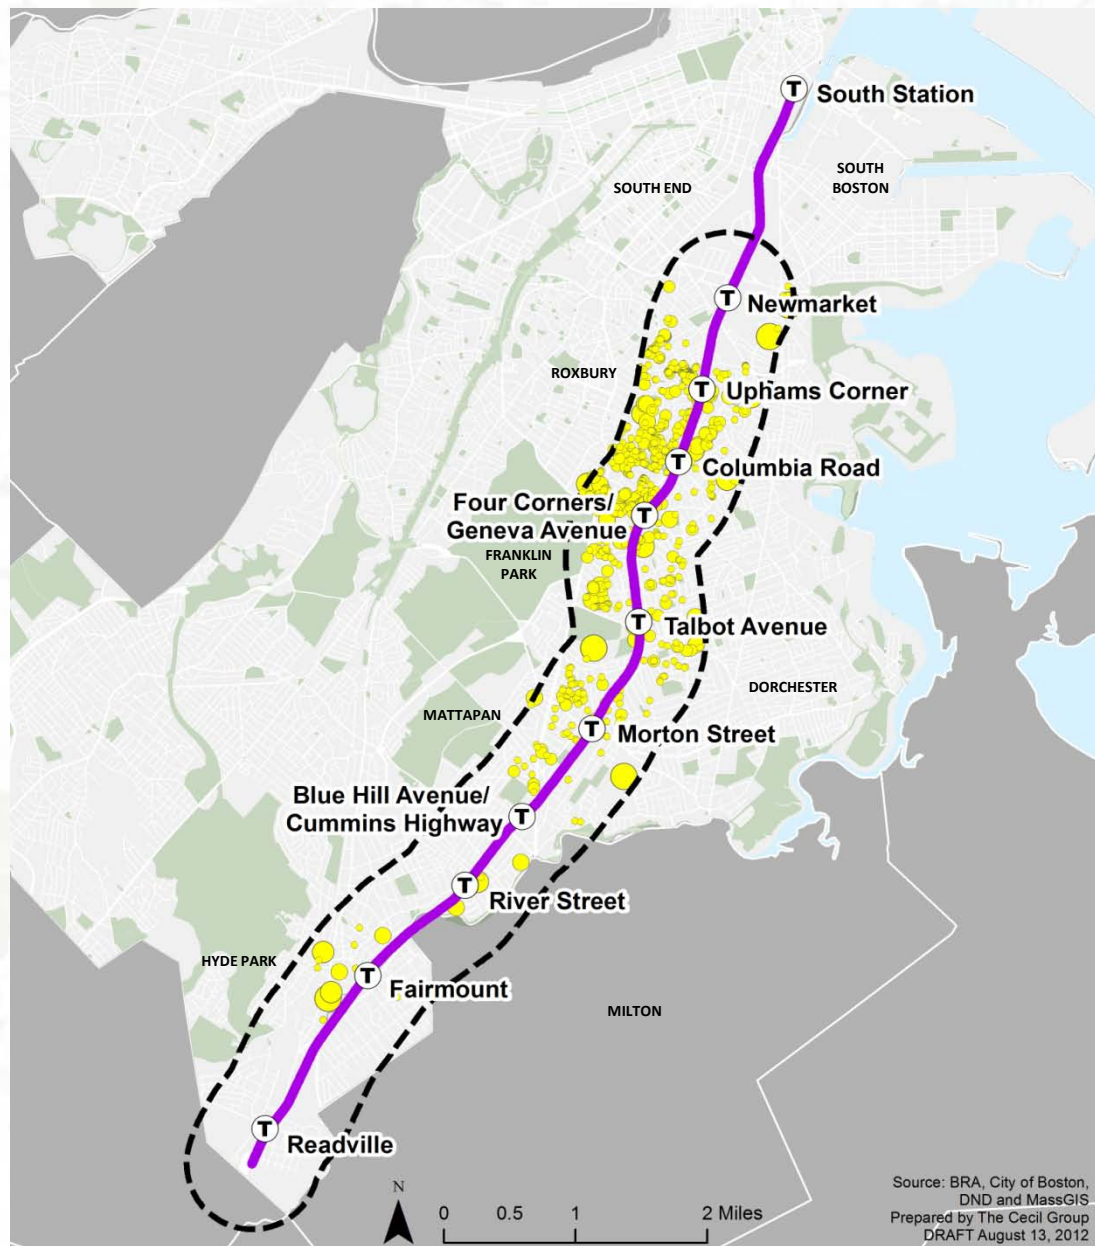 T
South Station
SOUTH
BOSTON
SOUTH END
T
Newmarket
ROXBURY
T
Uphams Corner
T
Columbia Road
Four Corners/
Geneva Avenue
T
FRANKLIN
PARK
T
Talbot Avenue
DORCHESTER
MATTAPAN
T
Morton Street
Blue Hill Avenue/
Cummins Highway
T
T
River Street
HYDE PARK
T
Fairmount
MILTON
T
Readville
N
0 0.5 1 2 Miles
Source: BRA, City of Boston,
DND and MassGIS
Prepared by The Cecil Group
DRAFT August 13, 2012